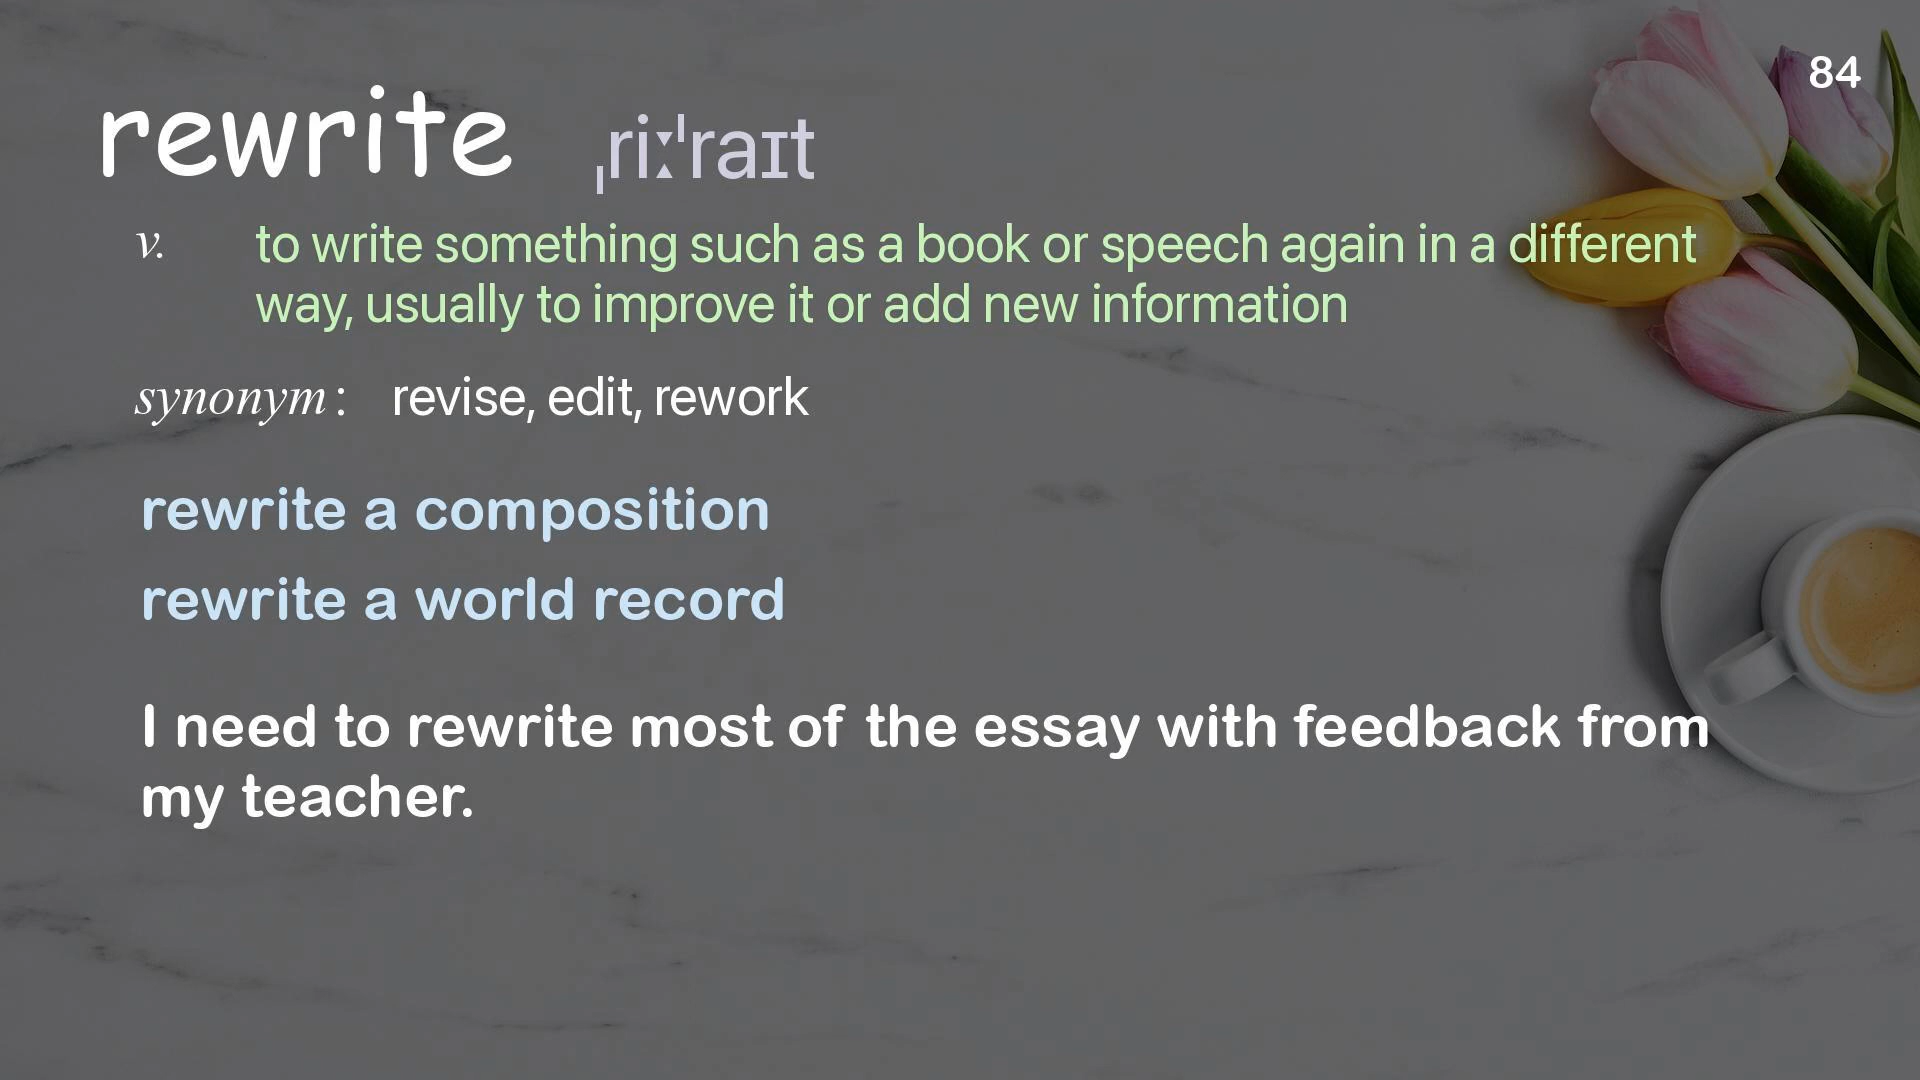 84
rewrite ˌriːˈraɪt
v. to write something such as a book or speech again in a different
way, usually to improve it or add new information
synonym: revise, edit, rework
rewrite a composition
rewrite a world record
I need to rewrite most of the essay with feedback from
my teacher.